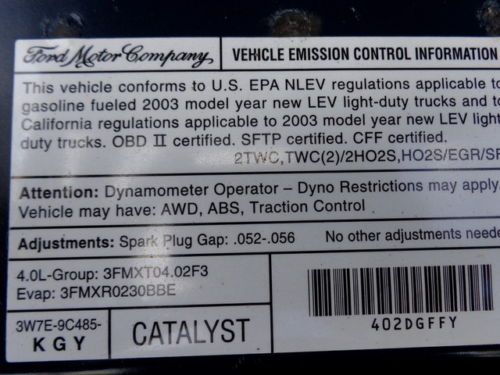 Ford Motor Company
VEHICLE EMISSION CONTROL INFORMATION
This vehicle conforms to U.S. EPA NLEV regulations applicable to
gasoline fueled 2003 model year new LEV light-duty trucks and to
California regulations applicable to 2003 model year new LEV light
duty trucks. OBD II certified. SFTP certified. CFF certified.
2TWC,TWC(2)/2HO2S,HO2S/EGR/SF
Attention: Dynamometer Operator – Dyno Restrictions may apply.
Vehicle may have: AWD, ABS, Traction Control
Adjustments: Spark Plug Gap: .052-.056 No other adjustments neede
4.0L-Group: 3FMXT04.02F3
Evap: 3FMXR0230BBE
402DGFFY
3W7E-9C485-
KGY
CATALYST